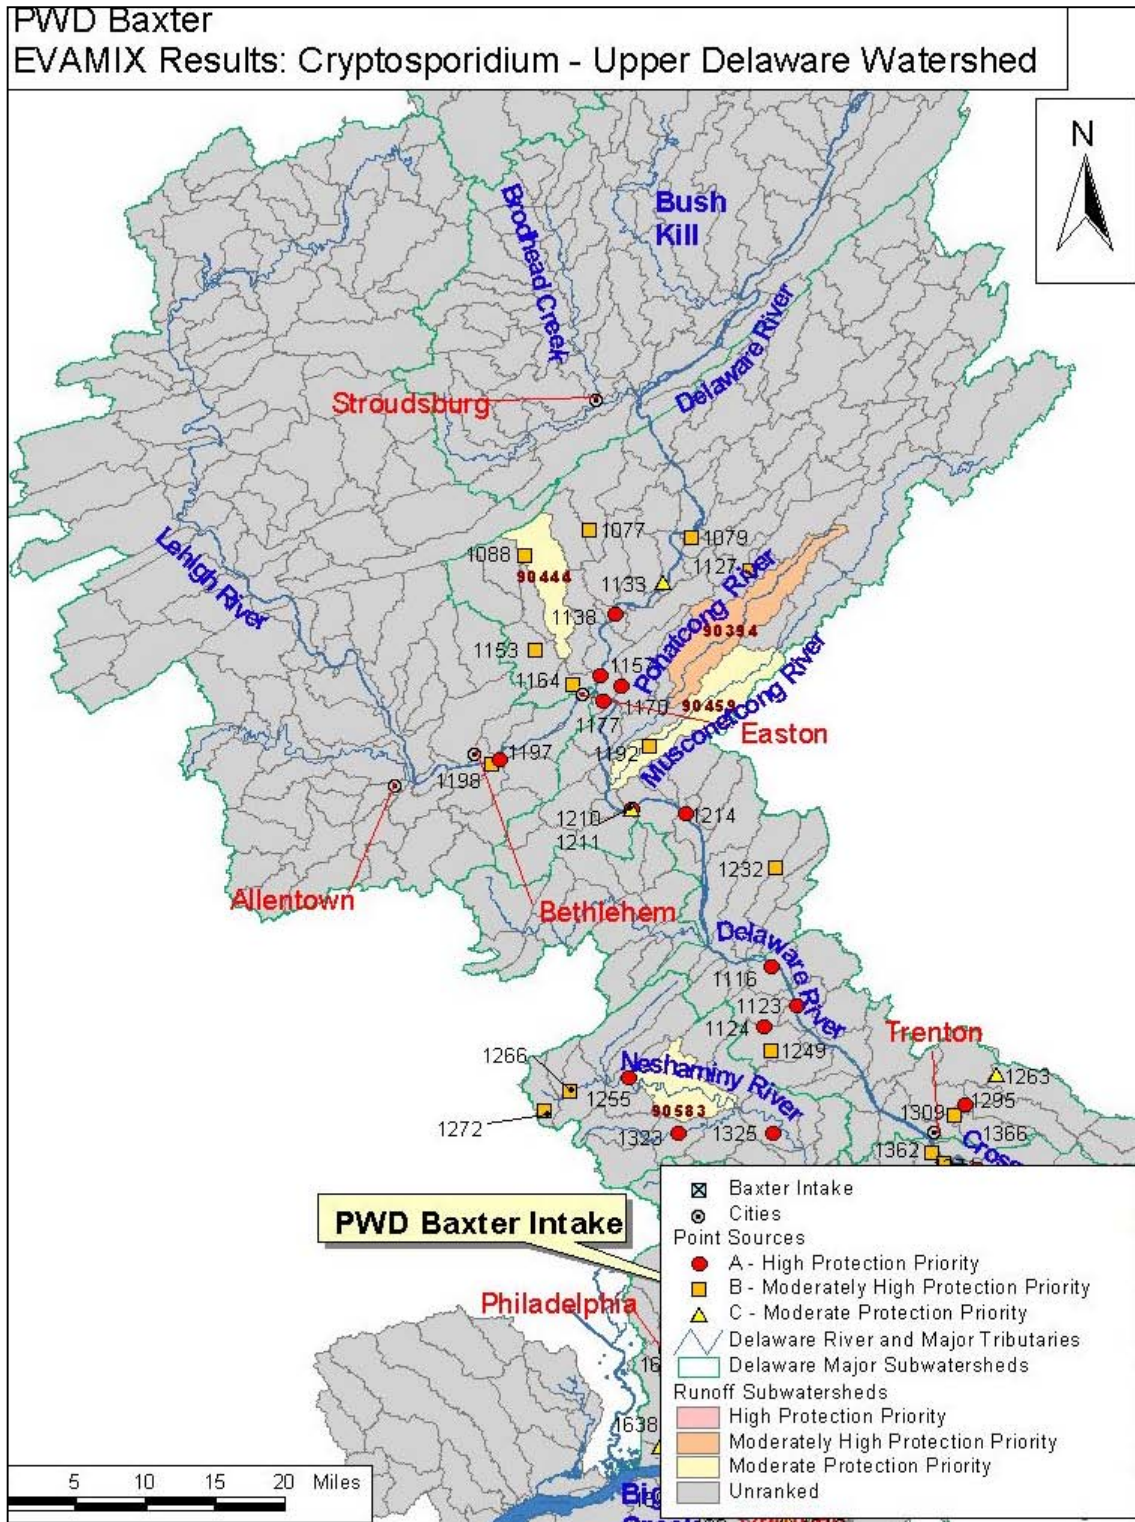 PWD Baxter
EVAMIX Results: Cryptosporidium - Upper Delaware Watershed
N
Bush
Kill
Brodhead Creek
Delaware River
Stroudsburg
Lehigh River
1077
1079
1088
90444
1127
1133
Pohatcong River
1138
90394
1153
1157
1164
1170
90459
1177
Musconetcong River
Easton
1192
1197
1198
1210
1214
1211
1232
Allentown
Bethlehem
Delaware River
1116
1123
1124
Trenton
1249
1266
Neshaminy River
1263
1255
90583
1295
1309
1272
1323
1325
1366
1362
Cross
PWD Baxter Intake
Philadelphia
16
1638
Big
Baxter Intake
Cities
Point Sources
A - High Protection Priority
B - Moderately High Protection Priority
C - Moderate Protection Priority
Delaware River and Major Tributaries
Delaware Major Subwatersheds
Runoff Subwatersheds
High Protection Priority
Moderately High Protection Priority
Moderate Protection Priority
Unranked
5 10 15 20 Miles